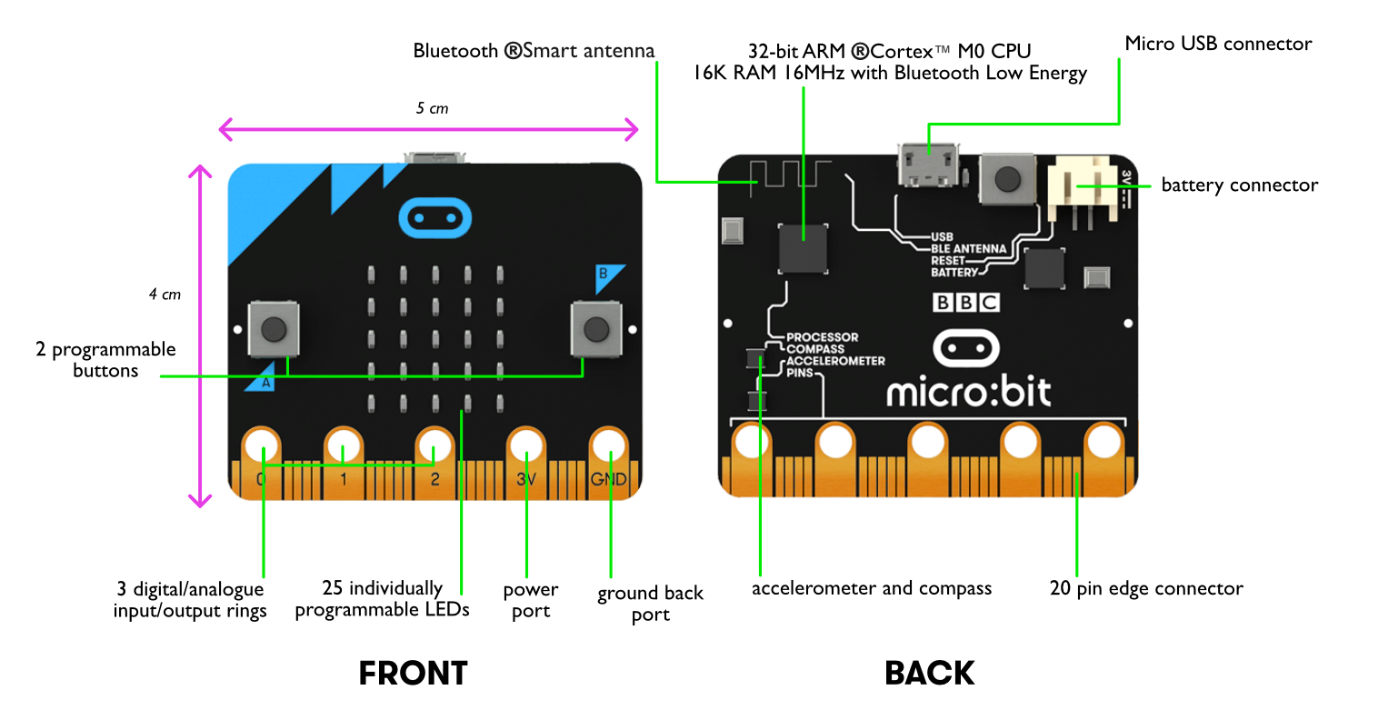 Bluetooth ®Smart antenna
32-bit ARM ®Cortex™ M0 CPU
16K RAM 16MHz with Bluetooth Low Energy
Micro USB connector
5 cm
4 cm
2 programmable
buttons
A
B
0
1
2
3V
GND
3 digital/analogue
input/output rings
25 individually
programmable LEDs
power
port
ground back
port
FRONT
battery connector
3V
USB
BLE ANTENNA
RESET
BATTERY
BBC
PROCESSOR
COMPASS
ACCELEROMETER
PINS
micro:bit
accelerometer and compass
20 pin edge connector
BACK